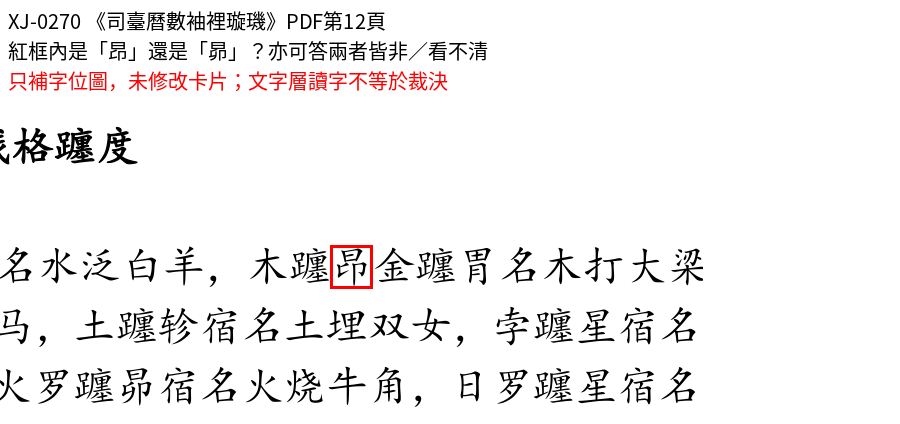 XJ-0270 《司臺曆數袖裡璇璣》PDF第12頁
紅框內是「昂」還是「昴」？亦可答兩者皆非／看不清
只補字位圖，未修改卡片；文字層讀字不等於裁決
格躔度
名水泛白羊，木躔昂金躔胃名木打大梁
马，土躔轸宿名土埋双女，孛躔星宿名
火罗躔昴宿名火烧牛角，日罗躔星宿名